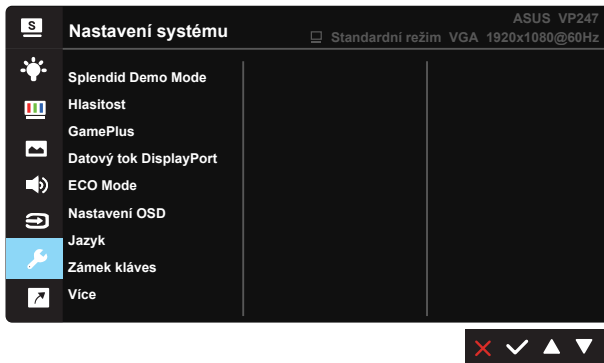 S
Nastavení systému
ASUS VP247
Standardní režim VGA 1920x1080@60Hz
Splendid Demo Mode
Hlasitost
GamePlus
Datový tok DisplayPort
ECO Mode
Nastavení OSD
Jazyk
Zámek kláves
Více